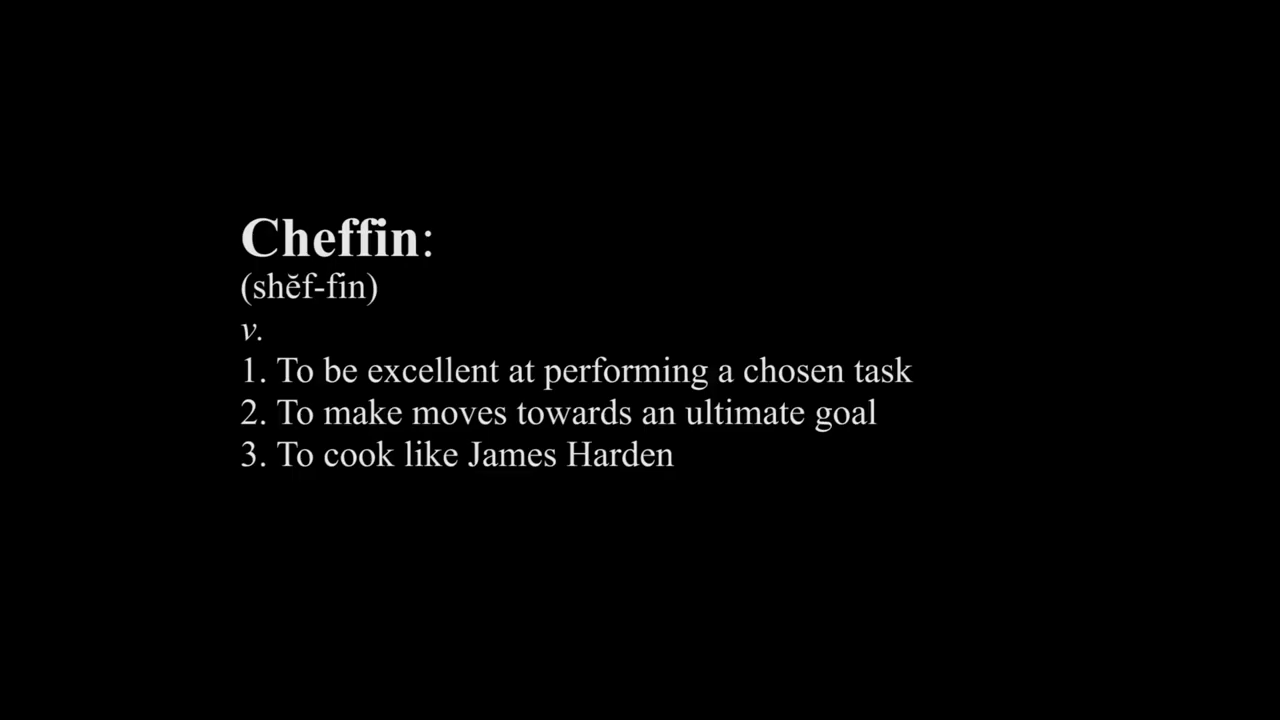 Cheffin:
(shĕf-fin)
v.
1. To be excellent at performing a chosen task
2. To make moves towards an ultimate goal
3. To cook like James Harden